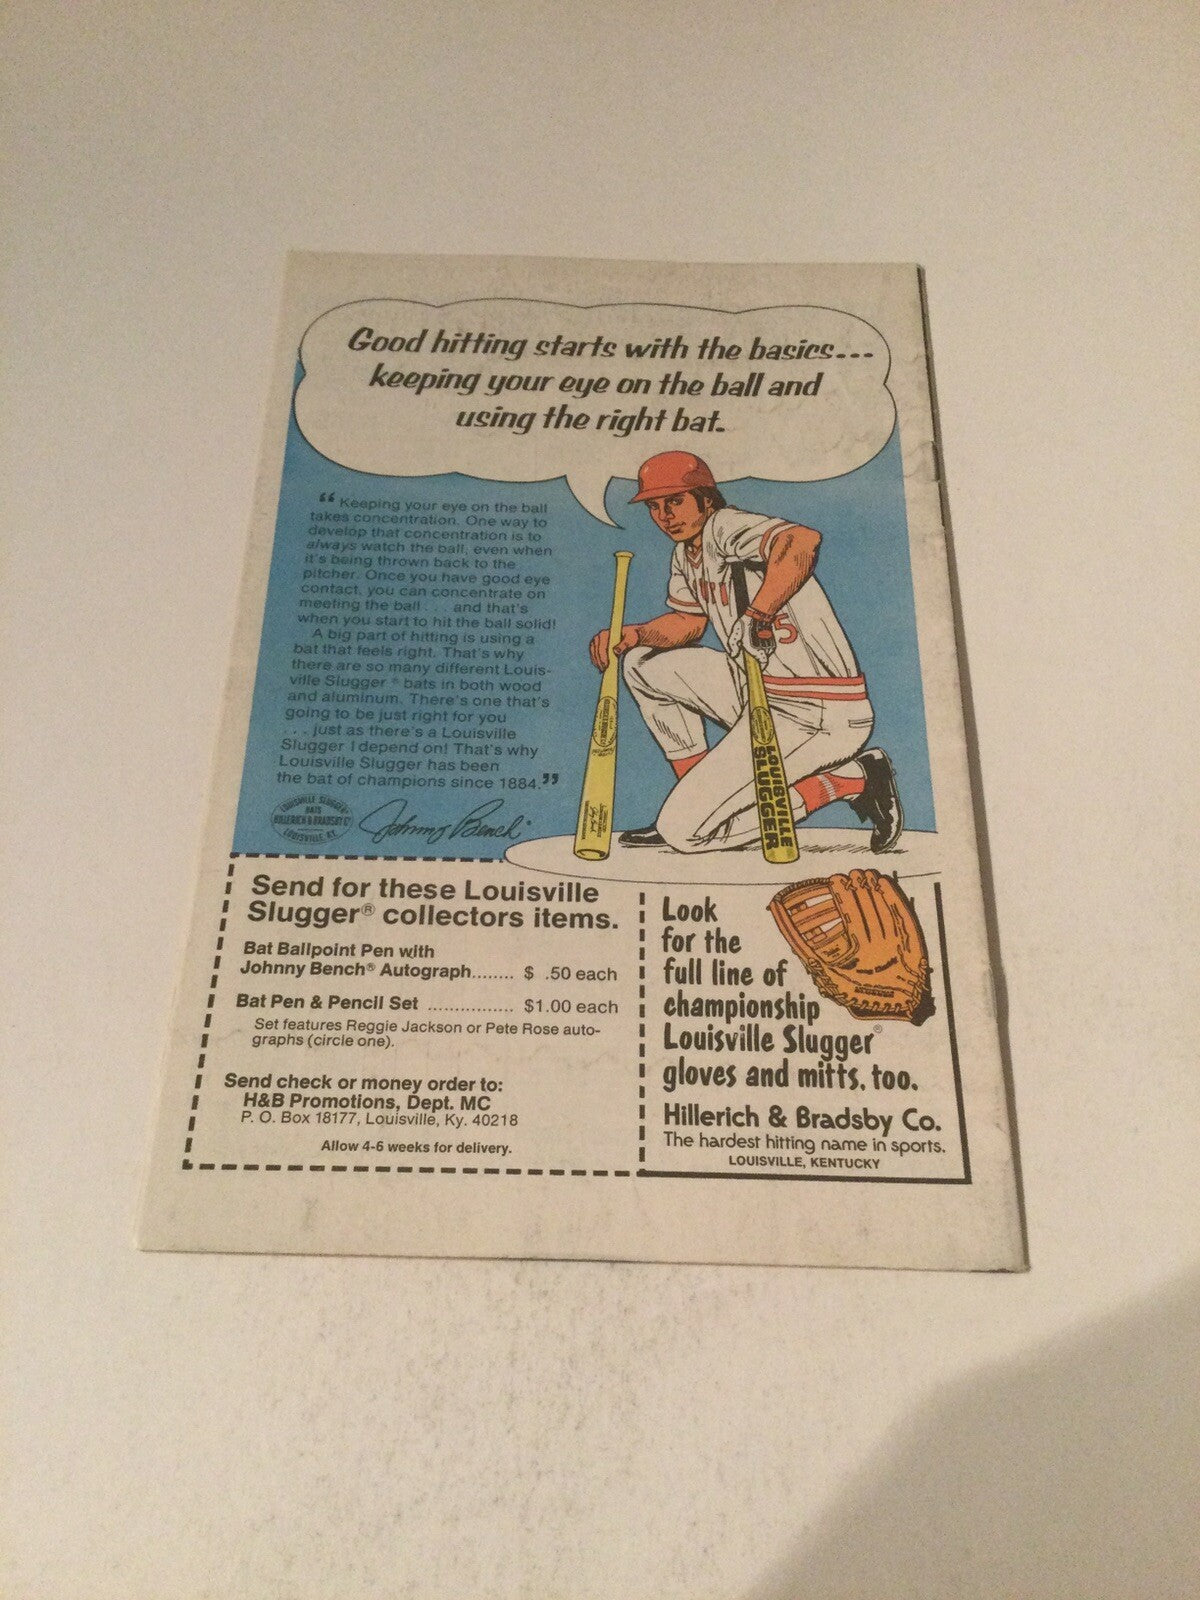 Good hitting starts with the basics...
keeping your eye on the ball and
using the right bat.
“ Keeping your eye on the ball
takes concentration. One way to
develop that concentration is to
always watch the ball, even when
it's being thrown back to the
pitcher. Once you have good eye
contact, you can concentrate on
meeting the ball . . . and that's
when you start to hit the ball solid!
A big part of hitting is using a
bat that feels right. That's why
there are so many different Louis-
ville Slugger® bats in both wood
and aluminum. There's one that's
going to be just right for you
. . . just as there's a Louisville
Slugger I depend on! That's why
Louisville Slugger has been
the bat of champions since 1884.”
LOUISVILLE SLUGGER
BATS
HILLERICH & BRADSBY Cº
LOUISVILLE, KY.
Johnny Bench
5
LOUISVILLE
SLUGGER
Send for these Louisville
Slugger® collectors items.
Bat Ballpoint Pen with
Johnny Bench® Autograph........ $ .50 each
Bat Pen & Pencil Set ................ $1.00 each
Set features Reggie Jackson or Pete Rose auto-
graphs (circle one).
Send check or money order to:
H&B Promotions, Dept. MC
P. O. Box 18177, Louisville, Ky. 40218
Allow 4-6 weeks for delivery.
Look
for the
full line of
championship
Louisville Slugger®
gloves and mitts, too.
Hillerich & Bradsby Co.
The hardest hitting name in sports.
LOUISVILLE, KENTUCKY